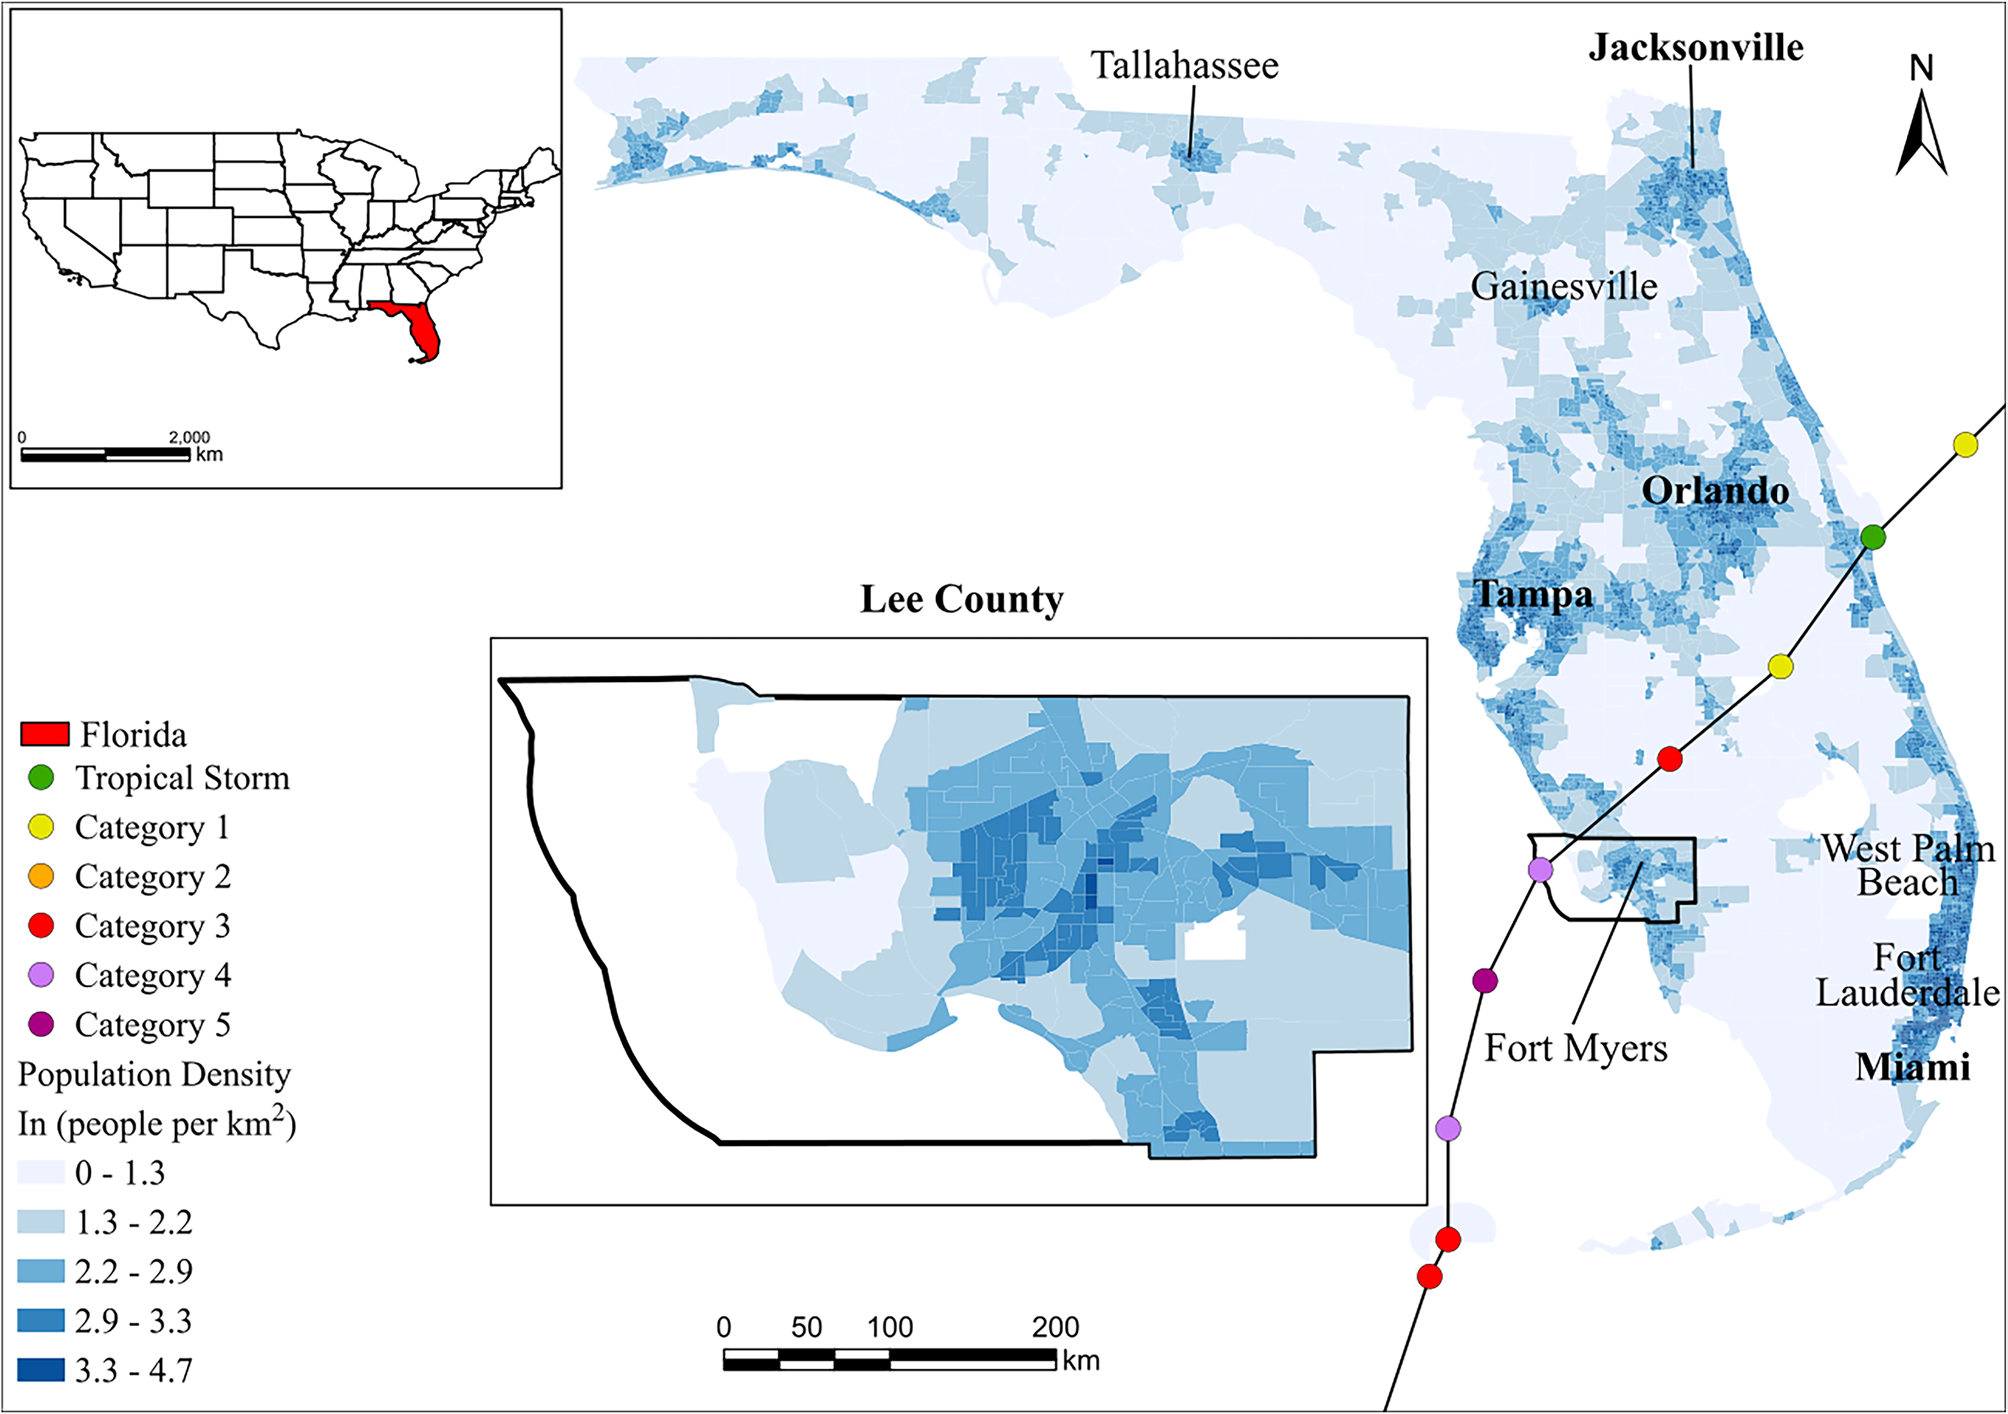 Tallahassee
Jacksonville
N
Gainesville
0 2,000
km
Orlando
Tampa
Lee County
Florida
Tropical Storm
Category 1
Category 2
Category 3
Category 4
Category 5
Population Density
In (people per km²)
0 - 1.3
1.3 - 2.2
2.2 - 2.9
2.9 - 3.3
3.3 - 4.7
West Palm
Beach
Fort
Lauderdale
Fort Myers
Miami
0 50 100 200
km